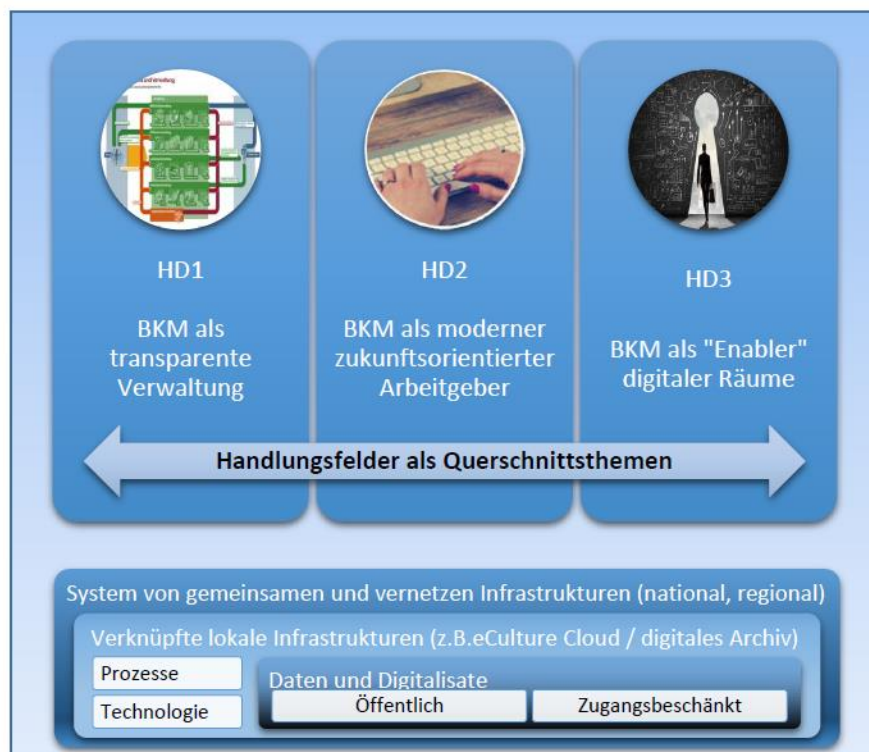 HD1
BKM als
transparente
Verwaltung
HD2
BKM als moderner
zukunftsorientierter
Arbeitgeber
HD3
BKM als "Enabler"
digitaler Räume
Handlungsfelder als Querschnittsthemen
System von gemeinsamen und vernetzen Infrastrukturen (national, regional)
Verknüpfte lokale Infrastrukturen (z.B.eCulture Cloud / digitales Archiv)
Prozesse
Technologie
Daten und Digitalisate
Öffentlich
Zugangsbeschänkt